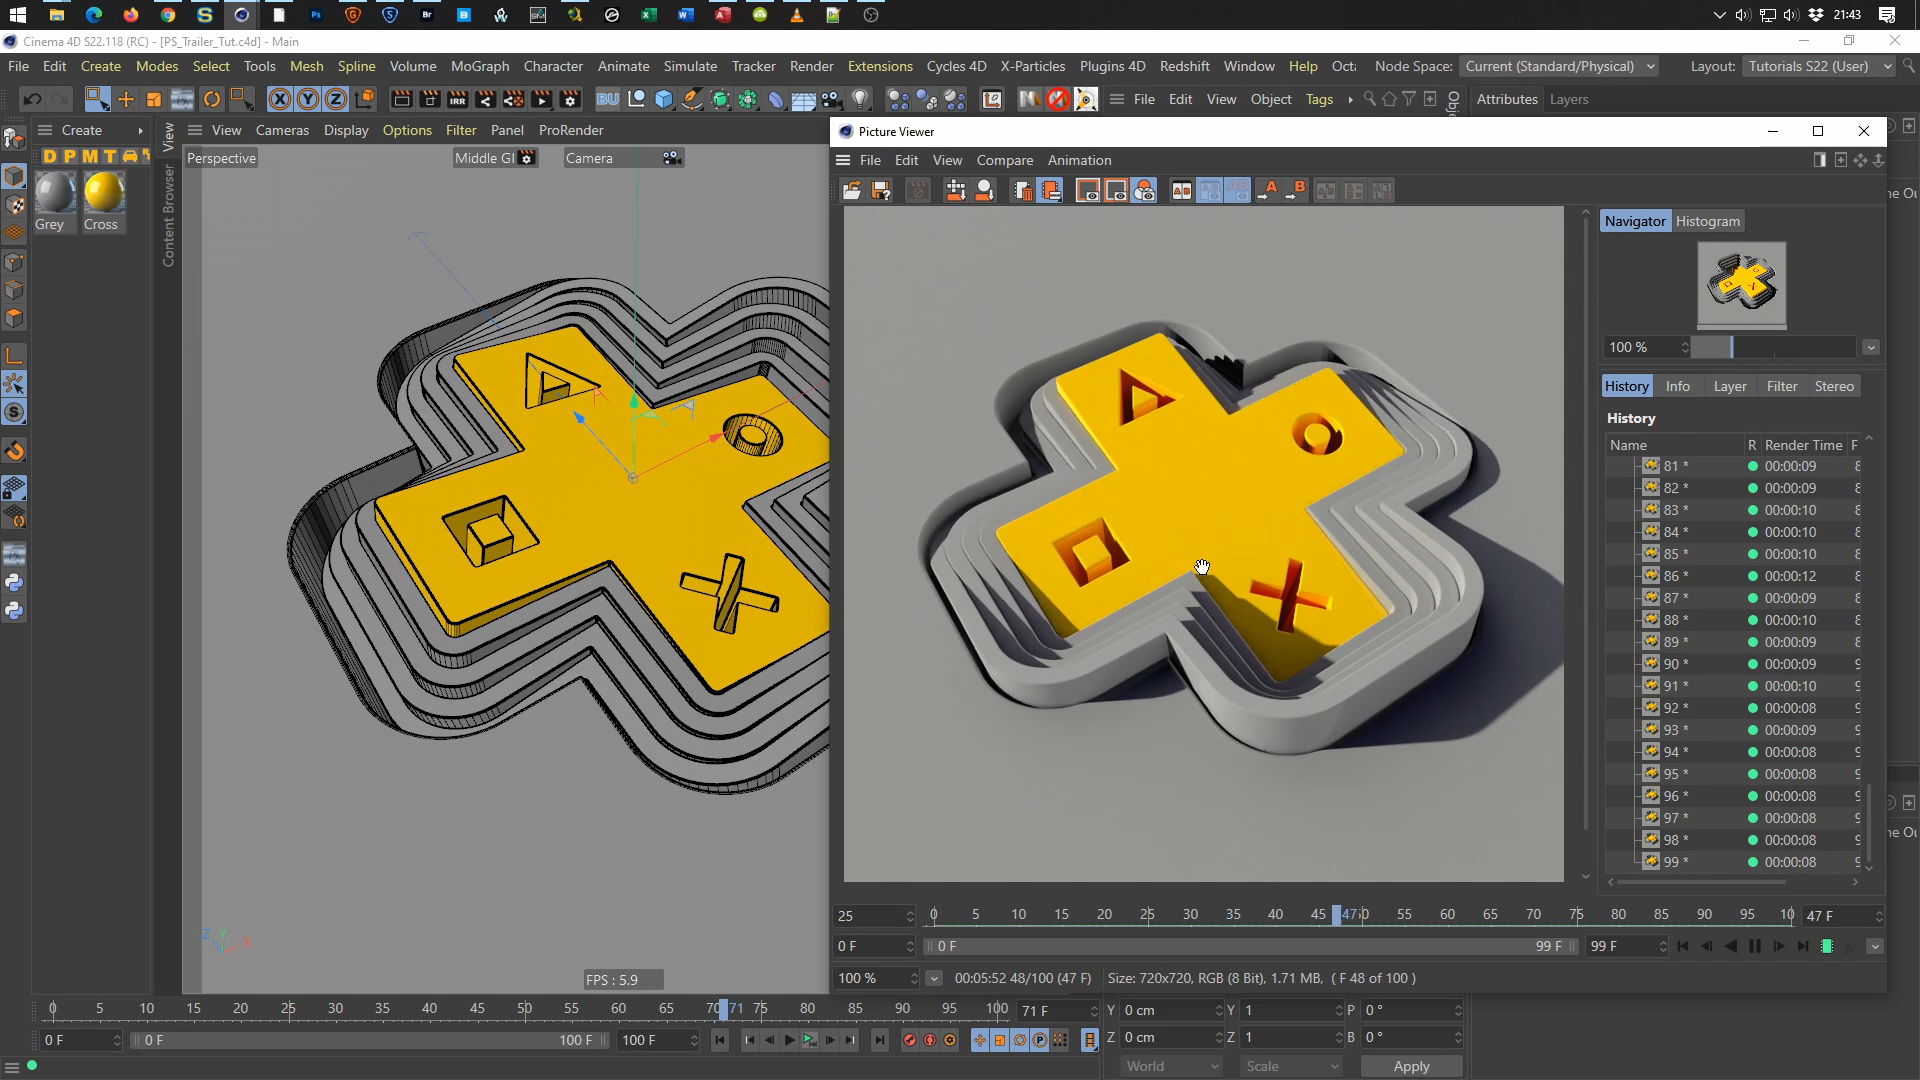 21:43
Cinema 4D S22.118 (RC) - [PS_Trailer_Tut.c4d] - Main
File Edit Create Modes Select Tools Mesh Spline Volume MoGraph Character Animate Simulate Tracker Render Extensions Cycles 4D X-Particles Plugins 4D Redshift Window Help Octa Node Space: Current (Standard/Physical) Layout: Tutorials S22 (User)
File Edit View Object Tags Attributes Layers
Create View Cameras Display Options Filter Panel ProRender
Picture Viewer
D P M T
Perspective Middle GI Camera
File Edit View Compare Animation
Content Browser
View
Grey Cross
Navigator Histogram
100 %
History Info Layer Filter Stereo
History
Name R Render Time F
81 * 00:00:09
82 * 00:00:09
83 * 00:00:10
84 * 00:00:10
85 * 00:00:10
86 * 00:00:12
87 * 00:00:09
88 * 00:00:10
89 * 00:00:09
90 * 00:00:09
91 * 00:00:10
92 * 00:00:08
93 * 00:00:09
94 * 00:00:08
95 * 00:00:08
96 * 00:00:08
97 * 00:00:08
98 * 00:00:08
99 * 00:00:08
25 0 5 10 15 20 25 30 35 40 45 47 55 60 65 70 75 80 85 90 95 10 47 F
0 F 0 F 99 F 99 F
Z Y X
FPS : 5.9
100 % 00:05:52 48/100 (47 F) Size: 720x720, RGB (8 Bit), 1.71 MB, ( F 48 of 100 )
0 5 10 15 20 25 30 35 40 45 50 55 60 65 70 71 75 80 85 90 95 100 71 F Y 0 cm Y 1 P 0 °
0 F 0 F 100 F 100 F Z 0 cm Z 1 B 0 °
World Scale Apply